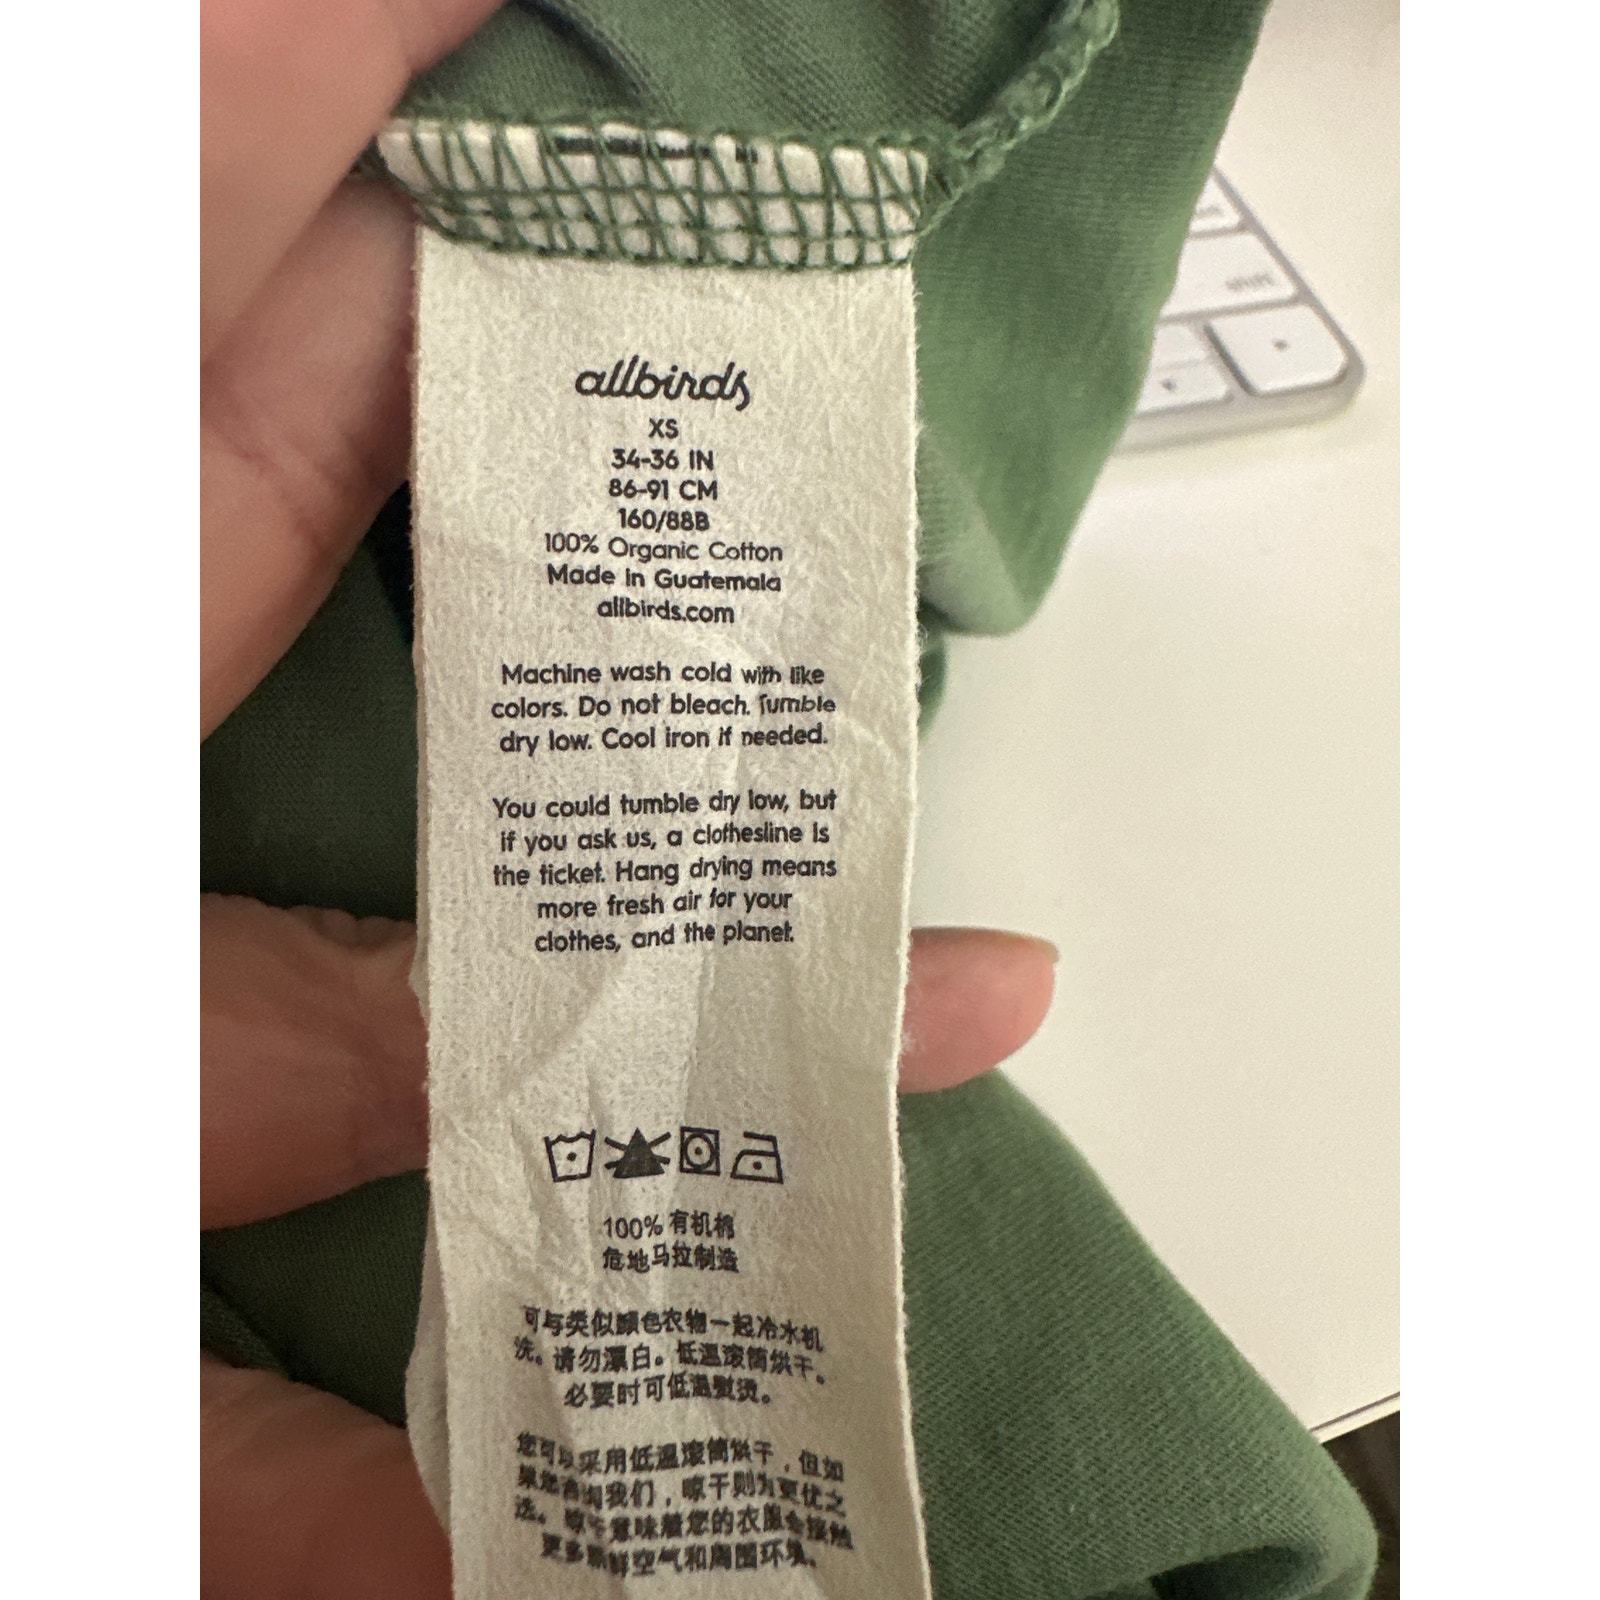 allbirds
XS
34-36 IN
86-91 CM
160/88B
100% Organic Cotton
Made in Guatemala
allbirds.com
Machine wash cold with like
colors. Do not bleach. Tumble
dry low. Cool iron if needed.
You could tumble dry low, but
if you ask us, a clothesline is
the ticket. Hang drying means
more fresh air for your
clothes, and the planet.
100% 有机棉
危地马拉制造
可与类似颜色衣物一起冷水机
洗。请勿漂白。低温滚筒烘干。
必要时可低温熨烫。
您可以采用低温滚筒烘干，但如
果您咨询我们，晾干则为更优之
选。晾干意味着您的衣服会接触
更多新鲜空气和周围环境。
shift